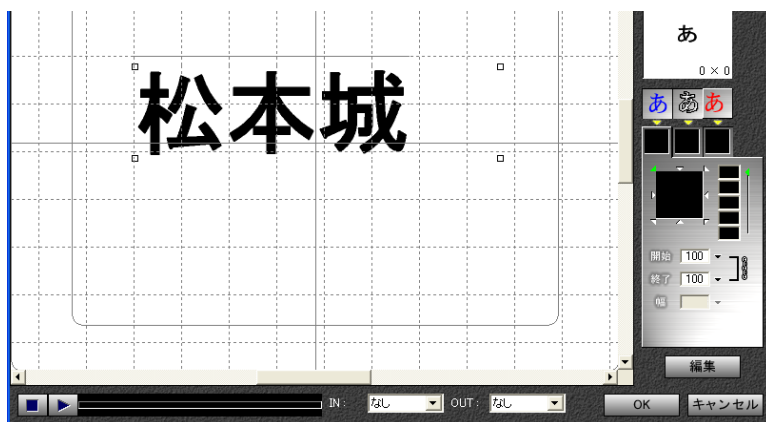 あ
0×0
松本城
あ あ あ
開始 100
終了 100
幅
編集
IN: なし OUT: なし
OK キャンセル